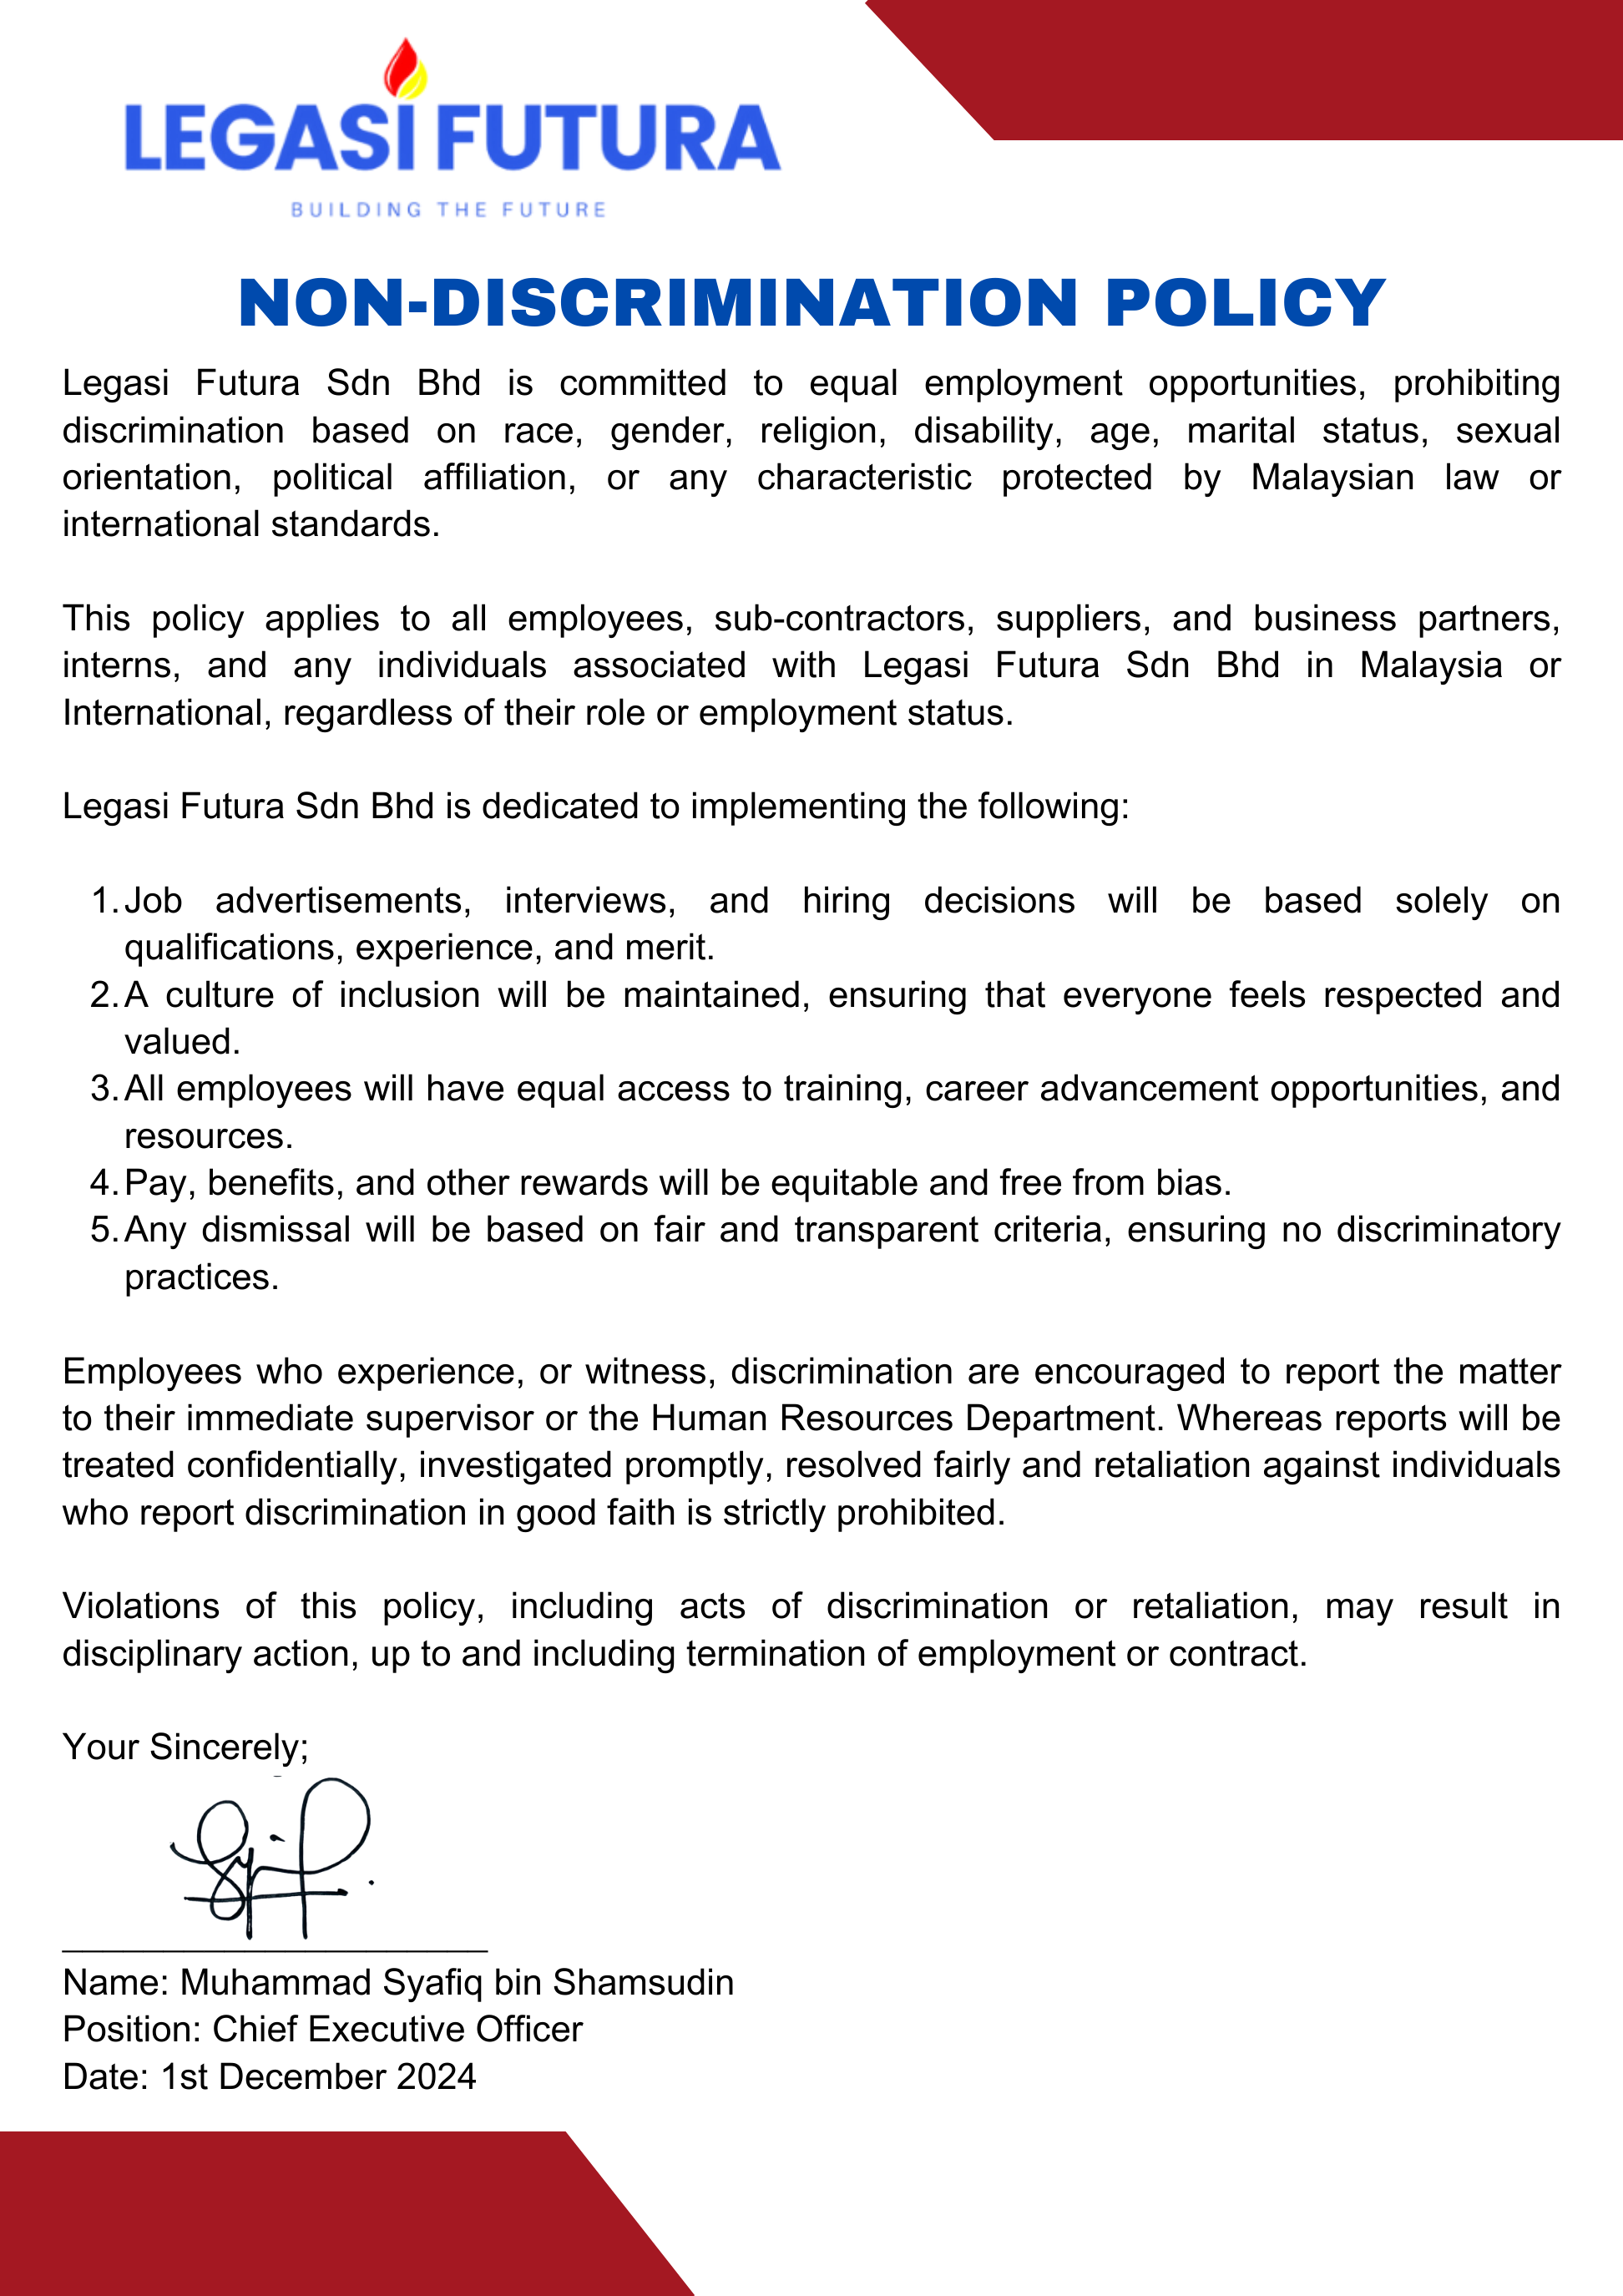 LEGASI FUTURA
BUILDING THE FUTURE
NON-DISCRIMINATION POLICY
Legasi Futura Sdn Bhd is committed to equal employment opportunities, prohibiting
discrimination based on race, gender, religion, disability, age, marital status, sexual
orientation, political affiliation, or any characteristic protected by Malaysian law or
international standards.
This policy applies to all employees, sub-contractors, suppliers, and business partners,
interns, and any individuals associated with Legasi Futura Sdn Bhd in Malaysia or
International, regardless of their role or employment status.
Legasi Futura Sdn Bhd is dedicated to implementing the following:
1. Job advertisements, interviews, and hiring decisions will be based solely on
qualifications, experience, and merit.
2. A culture of inclusion will be maintained, ensuring that everyone feels respected and
valued.
3. All employees will have equal access to training, career advancement opportunities, and
resources.
4. Pay, benefits, and other rewards will be equitable and free from bias.
5. Any dismissal will be based on fair and transparent criteria, ensuring no discriminatory
practices.
Employees who experience, or witness, discrimination are encouraged to report the matter
to their immediate supervisor or the Human Resources Department. Whereas reports will be
treated confidentially, investigated promptly, resolved fairly and retaliation against individuals
who report discrimination in good faith is strictly prohibited.
Violations of this policy, including acts of discrimination or retaliation, may result in
disciplinary action, up to and including termination of employment or contract.
Your Sincerely;
Name: Muhammad Syafiq bin Shamsudin
Position: Chief Executive Officer
Date: 1st December 2024